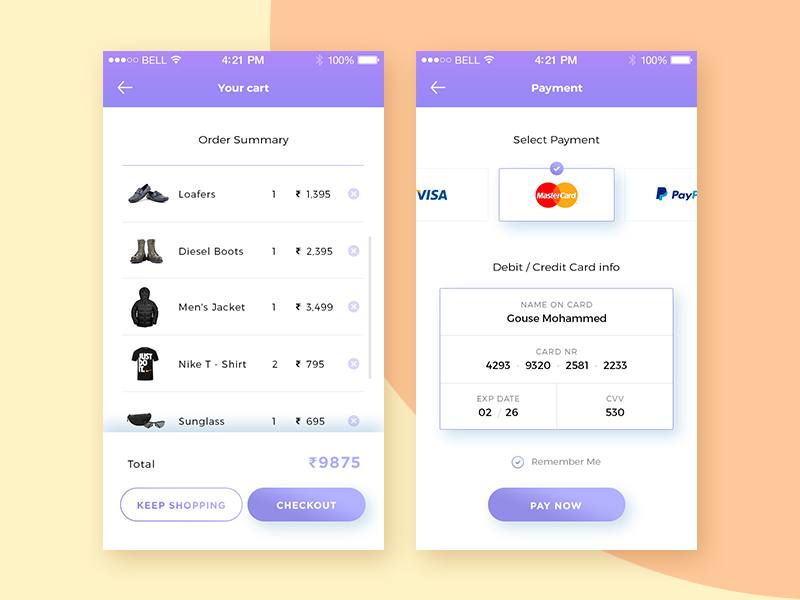 BELL 4:21 PM 100%
Your cart
Order Summary
Loafers 1 ₹ 1,395
Diesel Boots 1 ₹ 2,395
Men's Jacket 1 ₹ 3,499
JUST DO IT.
Nike T - Shirt 2 ₹ 795
Sunglass 1 ₹ 695
Total ₹9875
KEEP SHOPPING CHECKOUT
BELL 4:21 PM 100%
Payment
Select Payment
VISA MasterCard PayP
Debit / Credit Card info
NAME ON CARD
Gouse Mohammed
CARD NR
4293 - 9320 - 2581 - 2233
EXP DATE CVV
02 / 26 530
Remember Me
PAY NOW